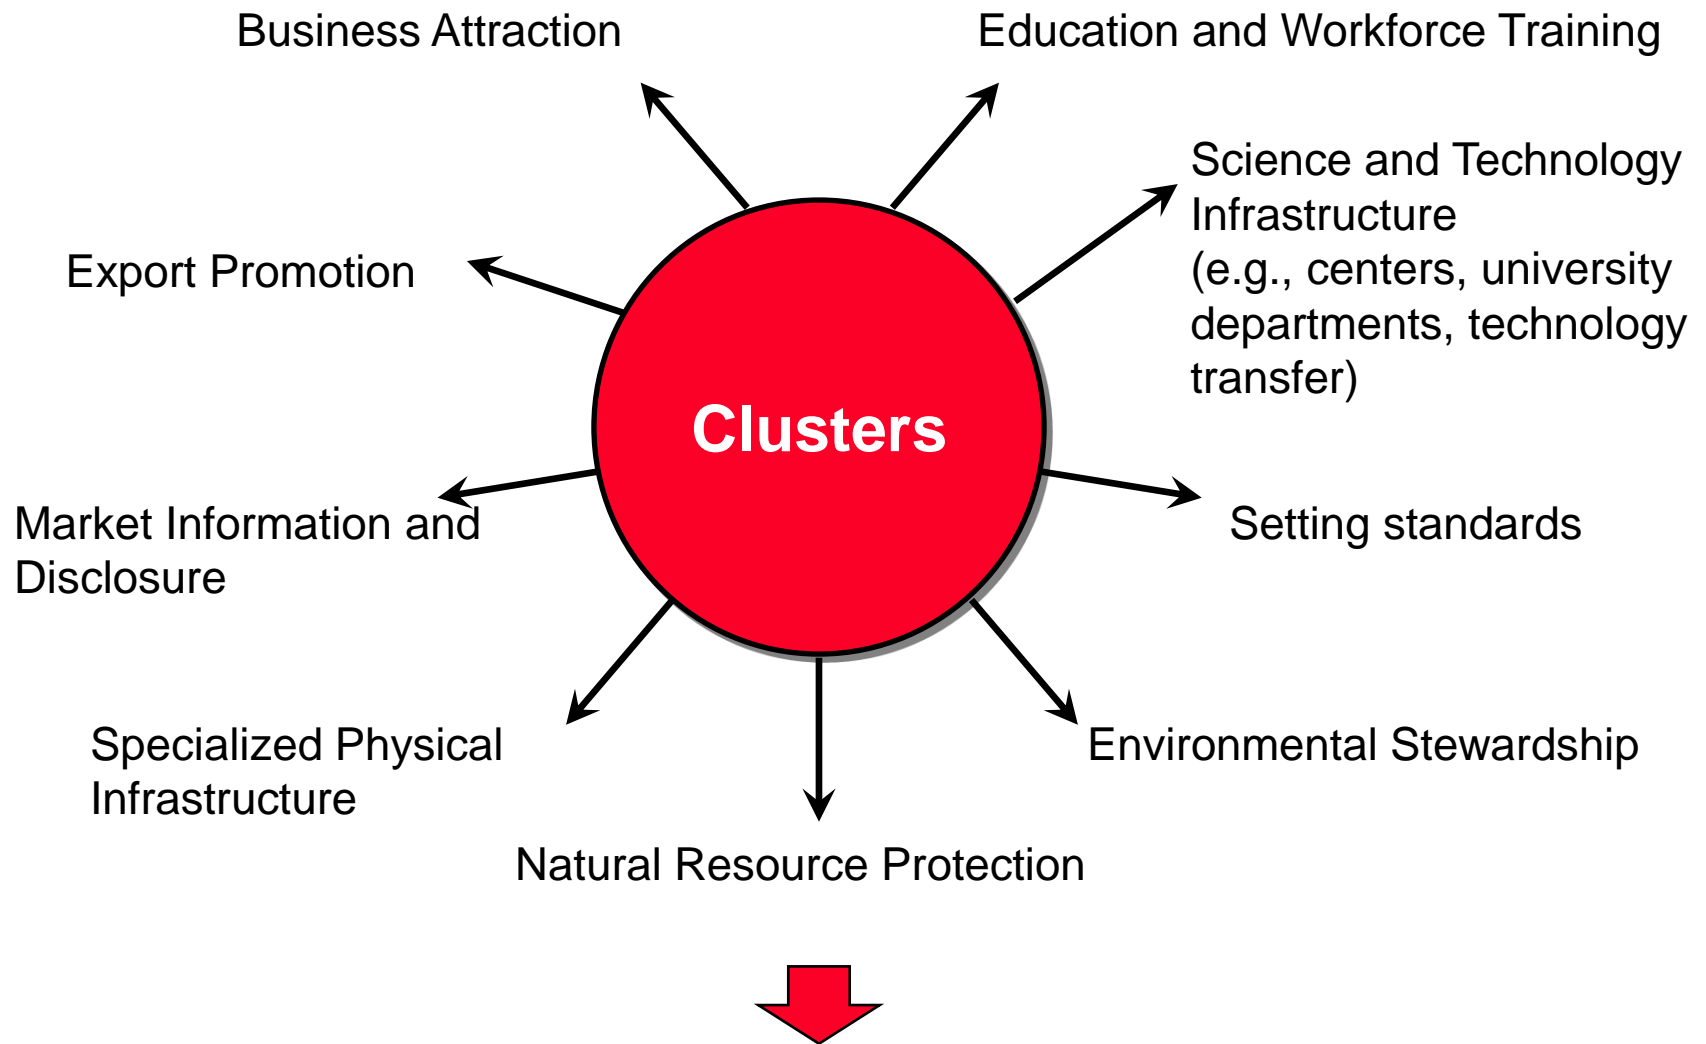 Business Attraction
Education and Workforce Training
Science and Technology
Infrastructure
(e.g., centers, university
departments, technology
transfer)
Export Promotion
Clusters
Market Information and
Disclosure
Setting standards
Specialized Physical
Infrastructure
Environmental Stewardship
Natural Resource Protection